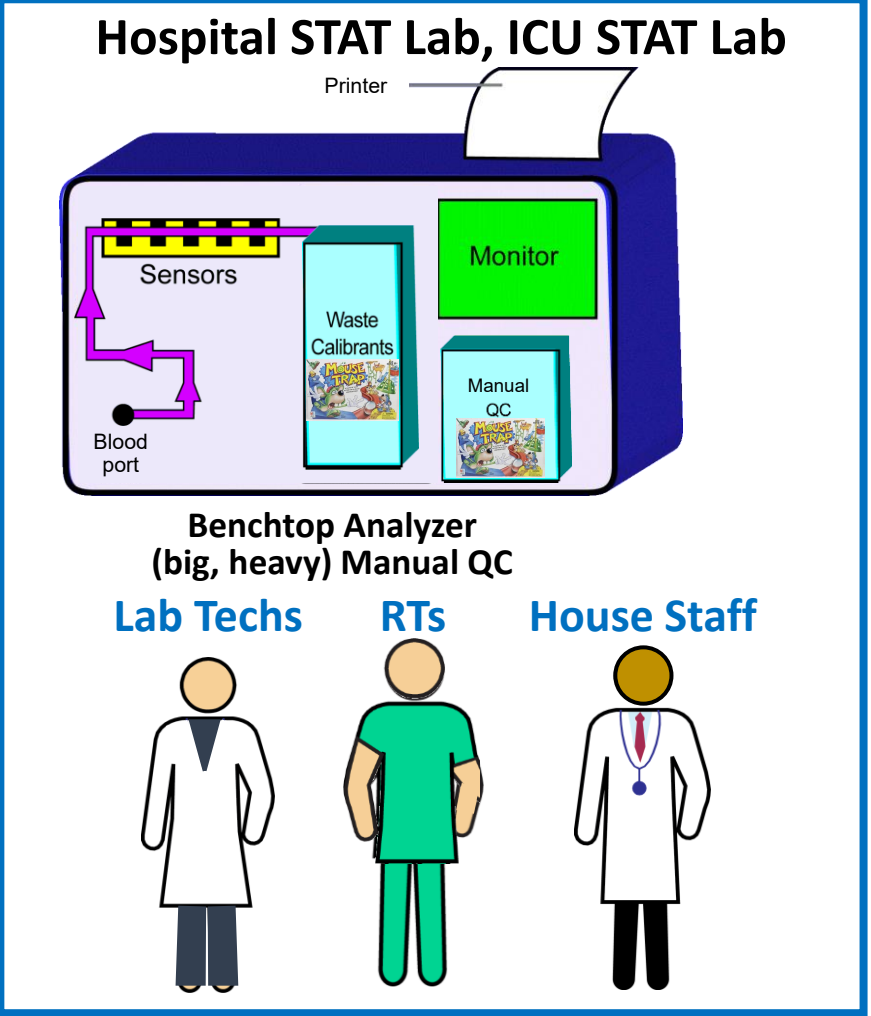 Hospital STAT Lab, ICU STAT Lab
Printer
Sensors
Monitor
Waste
Calibrants
MOUSE
TRAP
Manual
QC
MOUSE
TRAP
Blood
port
Benchtop Analyzer
(big, heavy) Manual QC
Lab Techs
RTs
House Staff